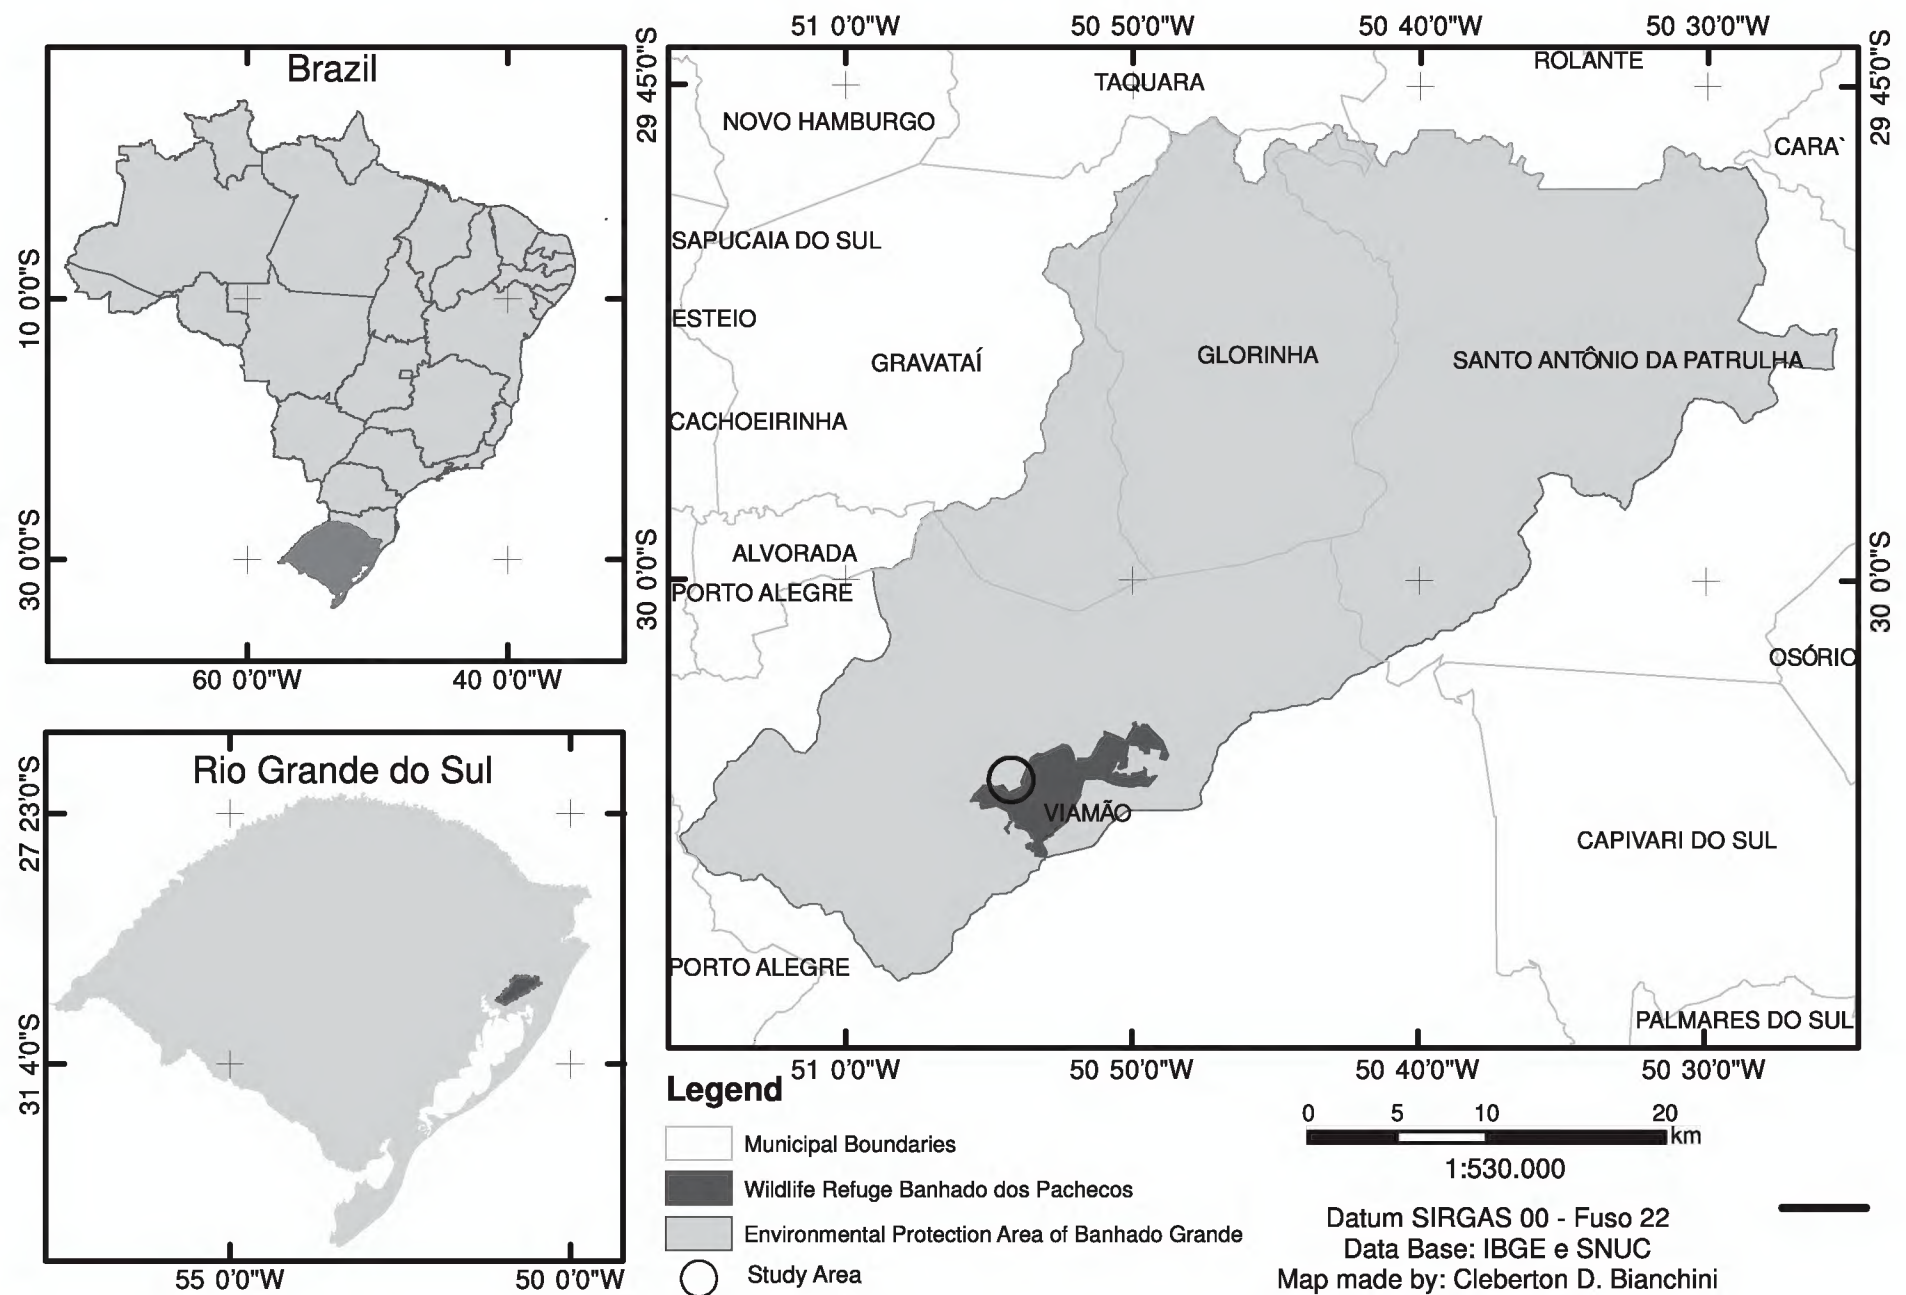 Brazil
10 0'0"S
30 0'0"S
60 0'0"W
40 0'0"W
Rio Grande do Sul
27 23'0"S
31 4'0"S
55 0'0"W
50 0'0"W
51 0'0"W
50 50'0"W
50 40'0"W
50 30'0"W
29 45'0"S
29 45'0"S
30 0'0"S
30 0'0"S
ROLANTE
TAQUARA
NOVO HAMBURGO
CARA`
SAPUCAIA DO SUL
ESTEIO
GRAVATAÍ
GLORINHA
SANTO ANTÔNIO DA PATRULHA
CACHOEIRINHA
ALVORADA
PORTO ALEGRE
OSÓRIO
VIAMÃO
CAPIVARI DO SUL
PORTO ALEGRE
PALMARES DO SUL
51 0'0"W
50 50'0"W
50 40'0"W
50 30'0"W
Legend
Municipal Boundaries
Wildlife Refuge Banhado dos Pachecos
Environmental Protection Area of Banhado Grande
Study Area
0 5 10 20
km
1:530.000
Datum SIRGAS 00 - Fuso 22
Data Base: IBGE e SNUC
Map made by: Cleberton D. Bianchini